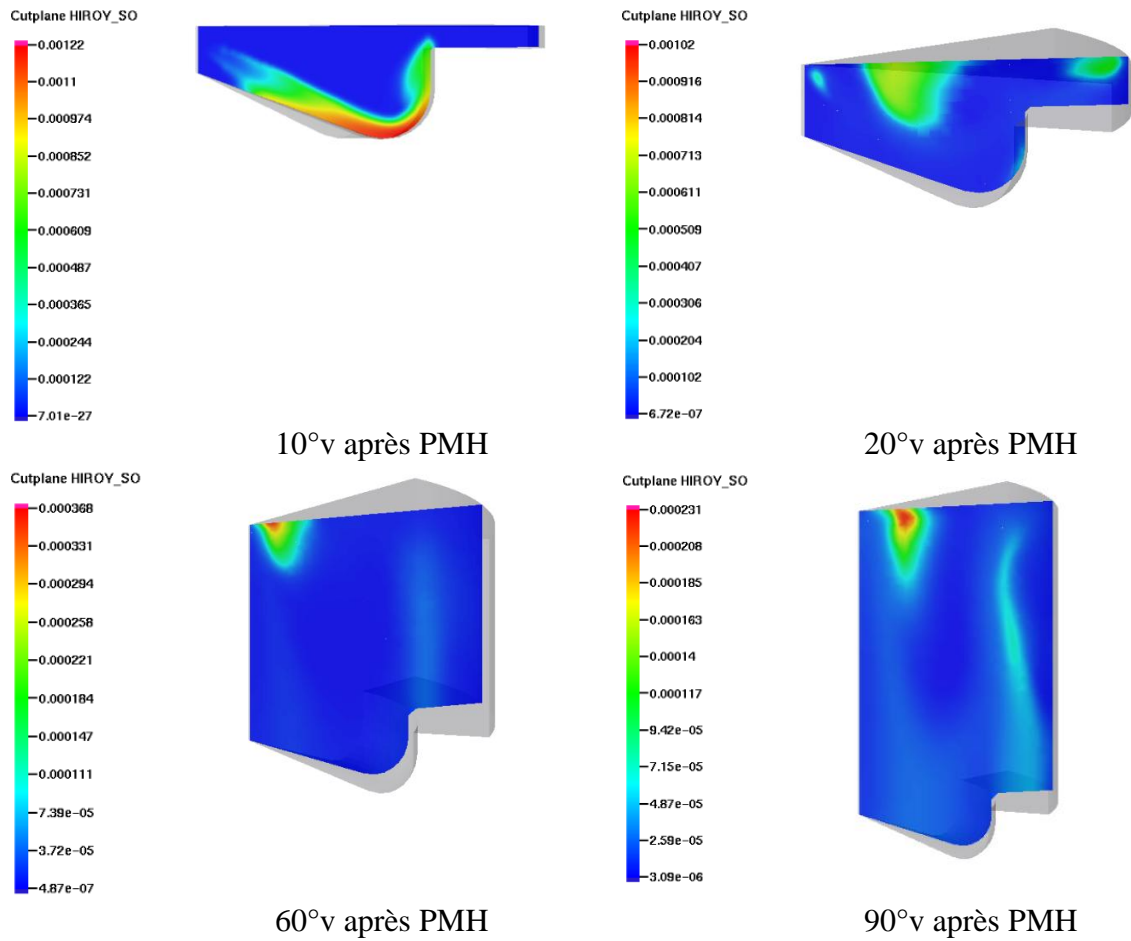 Cutplane HIROY_SO
0.00122
0.0011
0.000974
0.000852
0.000731
0.000609
0.000487
0.000365
0.000244
0.000122
7.01e-27
10°v après PMH
Cutplane HIROY_SO
0.00102
0.000916
0.000814
0.000713
0.000611
0.000509
0.000407
0.000306
0.000204
0.000102
6.72e-07
20°v après PMH
Cutplane HIROY_SO
0.000368
0.000331
0.000294
0.000258
0.000221
0.000184
0.000147
0.000111
7.39e-05
3.72e-05
4.87e-07
60°v après PMH
Cutplane HIROY_SO
0.000231
0.000208
0.000185
0.000163
0.00014
0.000117
9.42e-05
7.15e-05
4.87e-05
2.59e-05
3.09e-06
90°v après PMH